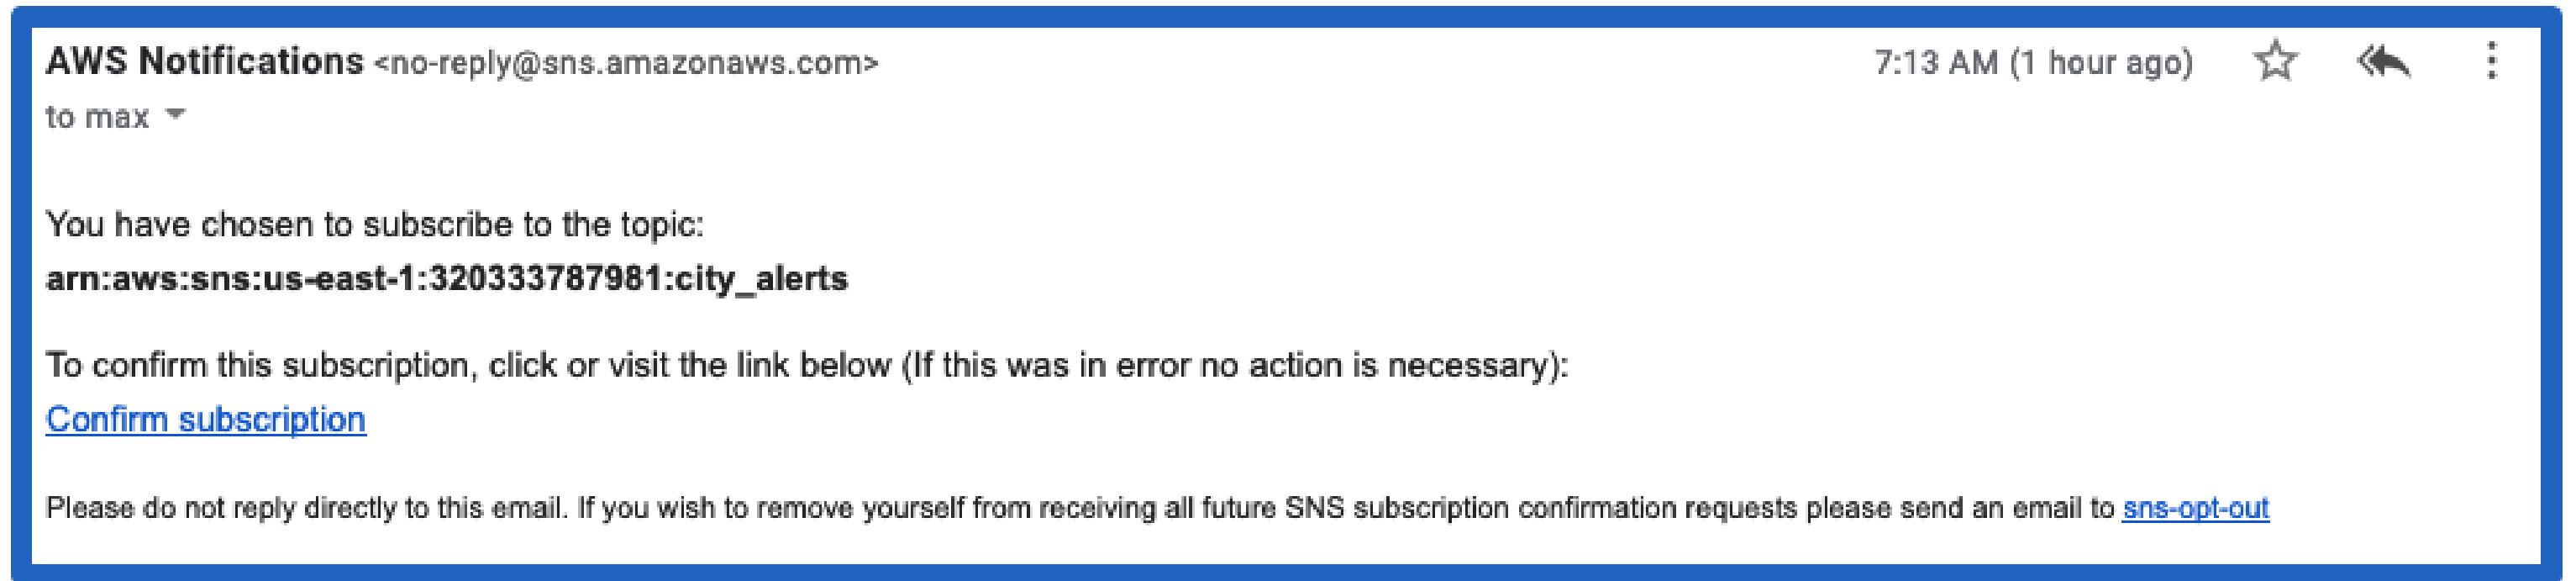 AWS Notifications <no-reply@sns.amazonaws.com> 7:13 AM (1 hour ago)
to max
You have chosen to subscribe to the topic:
arn:aws:sns:us-east-1:320333787981:city_alerts
To confirm this subscription, click or visit the link below (If this was in error no action is necessary):
Confirm subscription
Please do not reply directly to this email. If you wish to remove yourself from receiving all future SNS subscription confirmation requests please send an email to sns-opt-out